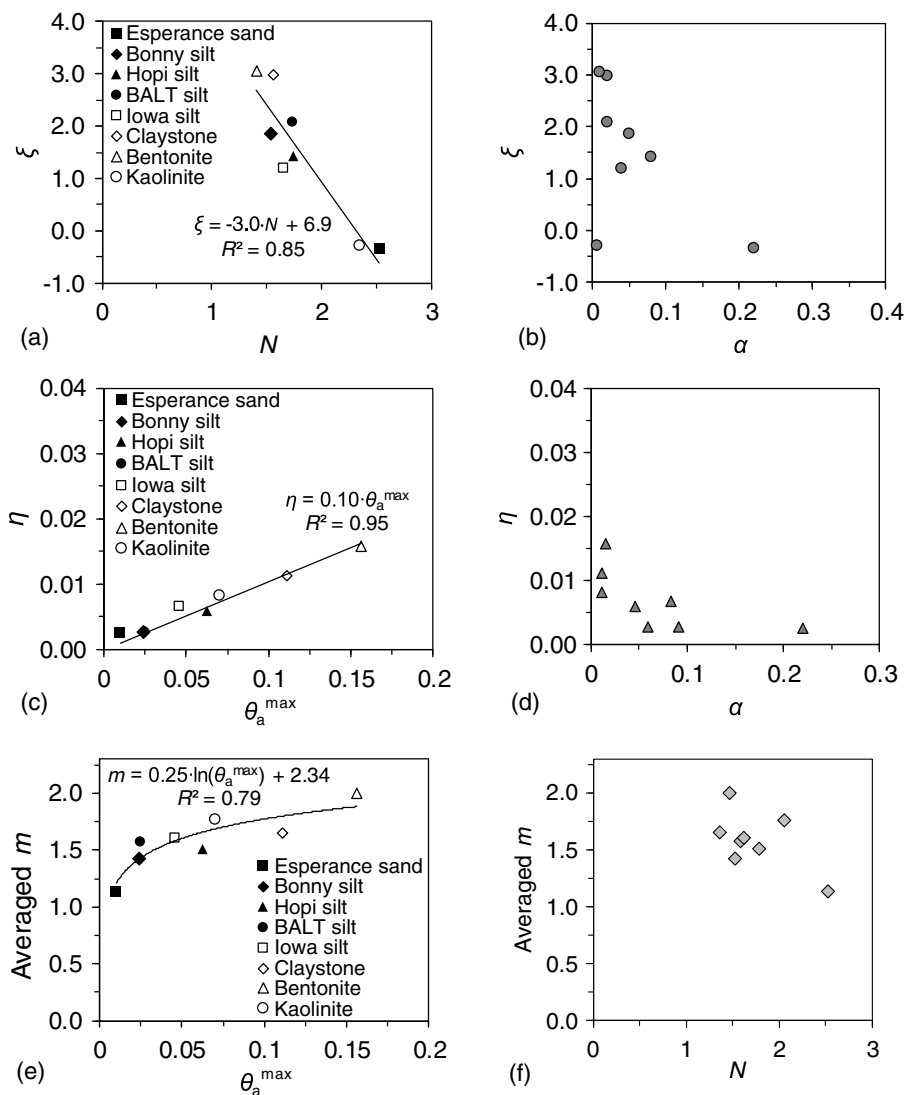 4.0
3.0
2.0
1.0
0.0
-1.0
ξ
Esperance sand
Bonny silt
Hopi silt
BALT silt
Iowa silt
Claystone
Bentonite
Kaolinite
ξ = -3.0·N + 6.9
R² = 0.85
0 1 2 3
(a) N
4.0
3.0
2.0
1.0
0.0
-1.0
ξ
0 0.1 0.2 0.3 0.4
(b) α
0.04
0.03
0.02
0.01
0.00
η
Esperance sand
Bonny silt
Hopi silt
BALT silt
Iowa silt
Claystone
Bentonite
Kaolinite
η = 0.10·θₐᵐᵃˣ
R² = 0.95
0 0.05 0.1 0.15 0.2
(c) θₐᵐᵃˣ
0.04
0.03
0.02
0.01
0.00
η
0 0.1 0.2 0.3
(d) α
2.0
1.5
1.0
0.5
0.0
Averaged m
m = 0.25·ln(θₐᵐᵃˣ) + 2.34
R² = 0.79
Esperance sand
Bonny silt
Hopi silt
BALT silt
Iowa silt
Claystone
Bentonite
Kaolinite
0 0.05 0.1 0.15 0.2
(e) θₐᵐᵃˣ
2.0
1.5
1.0
0.5
0.0
Averaged m
0 1 2 3
(f) N